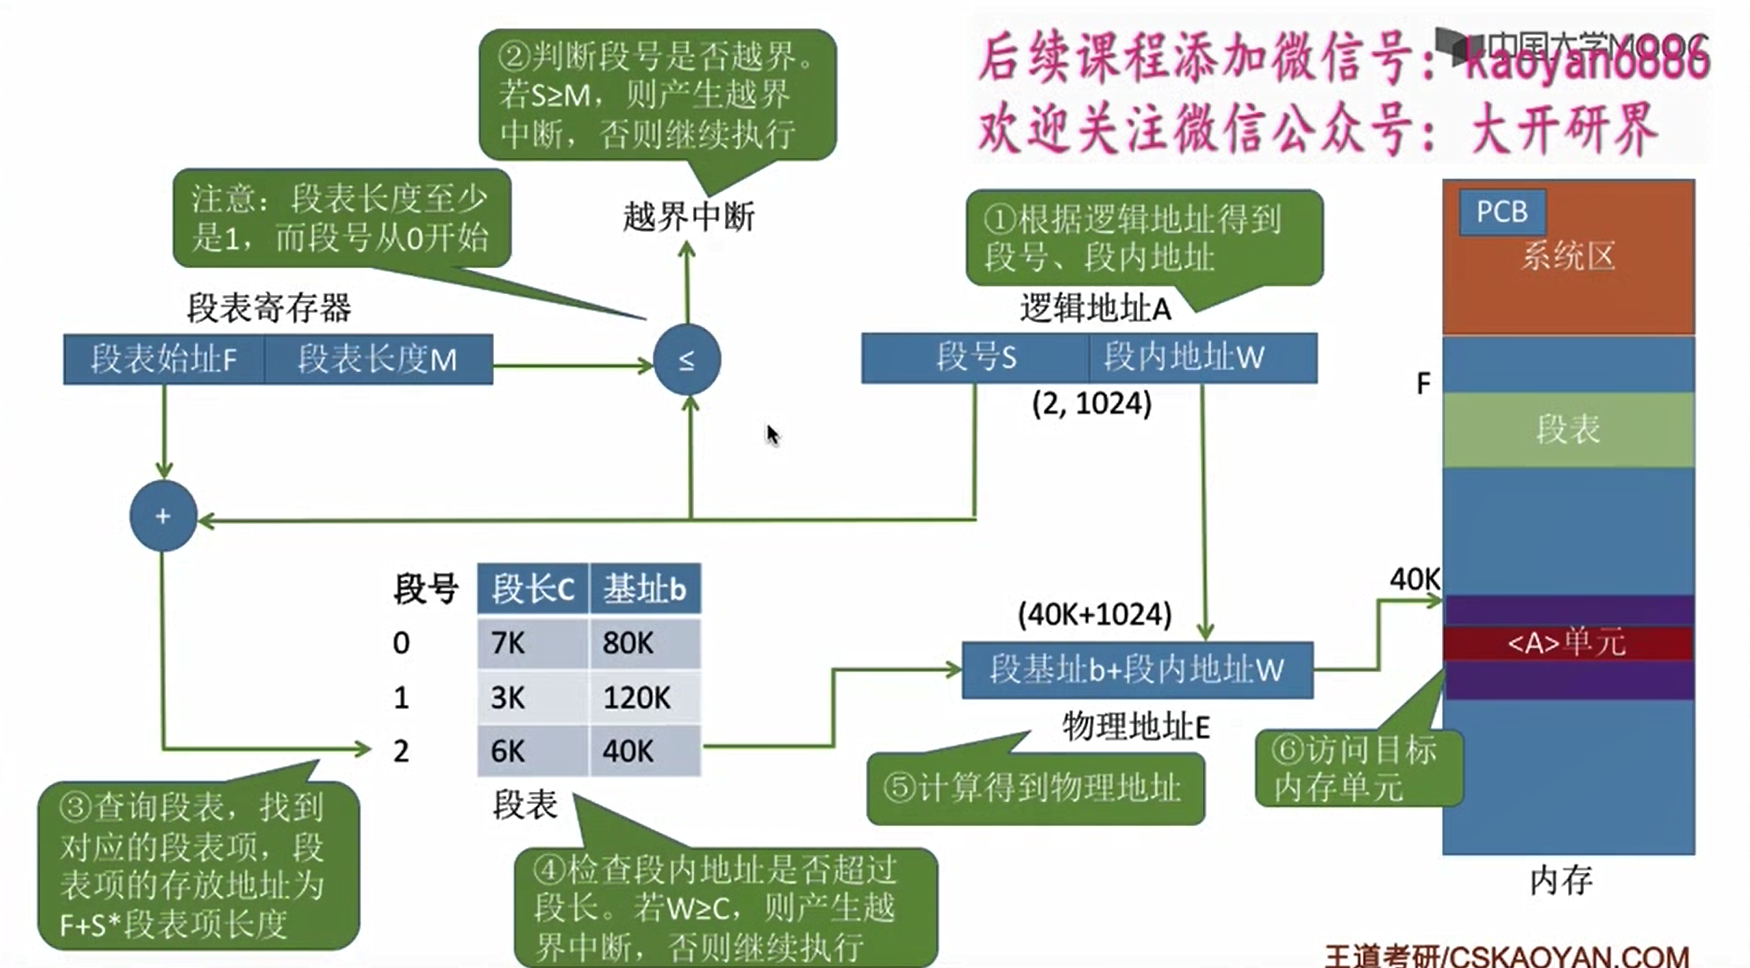 ②判断段号是否越界。
若S≥M，则产生越界
中断，否则继续执行
后续课程添加微信号：kaoyan6886
中国大学MOOC
欢迎关注微信公众号：大开研界
注意：段表长度至少
是1，而段号从0开始
越界中断
①根据逻辑地址得到
段号、段内地址
PCB
系统区
段表寄存器
逻辑地址A
段表始址F 段表长度M
≤
段号S 段内地址W
(2, 1024)
F
段表
+
段号 段长C 基址b
0 7K 80K
1 3K 120K
2 6K 40K
段表
(40K+1024)
段基址b+段内地址W
物理地址E
40K
<A>单元
③查询段表，找到
对应的段表项，段
表项的存放地址为
F+S*段表项长度
④检查段内地址是否超过
段长。若W≥C，则产生越
界中断，否则继续执行
⑤计算得到物理地址
⑥访问目标
内存单元
内存
王道考研/CSKAOYAN.COM